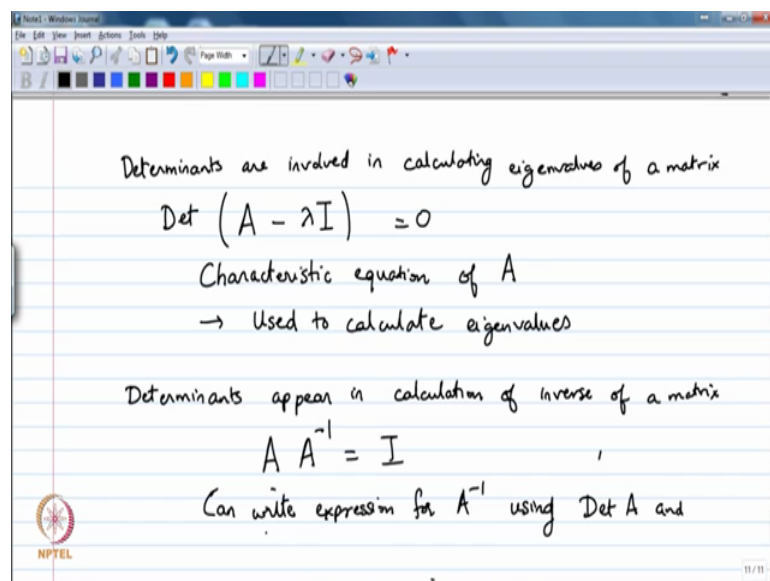 Note1 - Windows Journal
File Edit View Insert Actions Tools Help
Page Width
B I
Determinants are involved in calculating eigenvalues of a matrix
Det (A - λI) = 0
Characteristic equation of A
→ Used to calculate eigenvalues
Determinants appear in calculation of inverse of a matrix
A A⁻¹ = I
Can write expression for A⁻¹ using Det A and
NPTEL
11 / 11